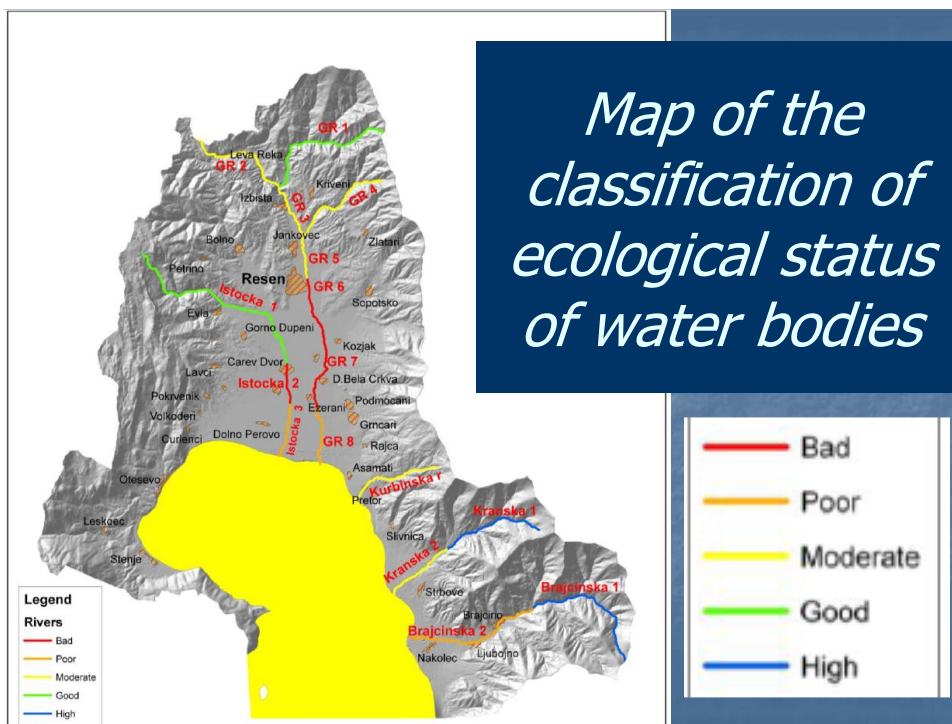 Map of the
classification of
ecological status
of water bodies
GR 1
Leva Reka
GR 2
Kriveni
GR 4
Izbista
GR 3
Jankovec
Zlatari
Bolno
GR 5
Petrino
Resen
GR 6
Istocka 1
Sopotsko
Evla
Gorno Dupeni
Kozjak
Carev Dvor
GR 7
Lavci
D.Bela Crkva
Istocka 2
Pokrvenik
Ezerani
Podmocani
Volkoderi
Istocka 3
Grncari
Curlenci
Dolno Perovo
GR 8
Rajca
Asamati
Otesevo
Kurbinska r
Pretor
Kranska 1
Leskoec
Slivnica
Kranska 2
Stenje
Strbovo
Brajcinska 1
Brajcino
Brajcinska 2
Ljubojno
Nakolec
Legend
Rivers
Bad
Poor
Moderate
Good
High
Bad
Poor
Moderate
Good
High